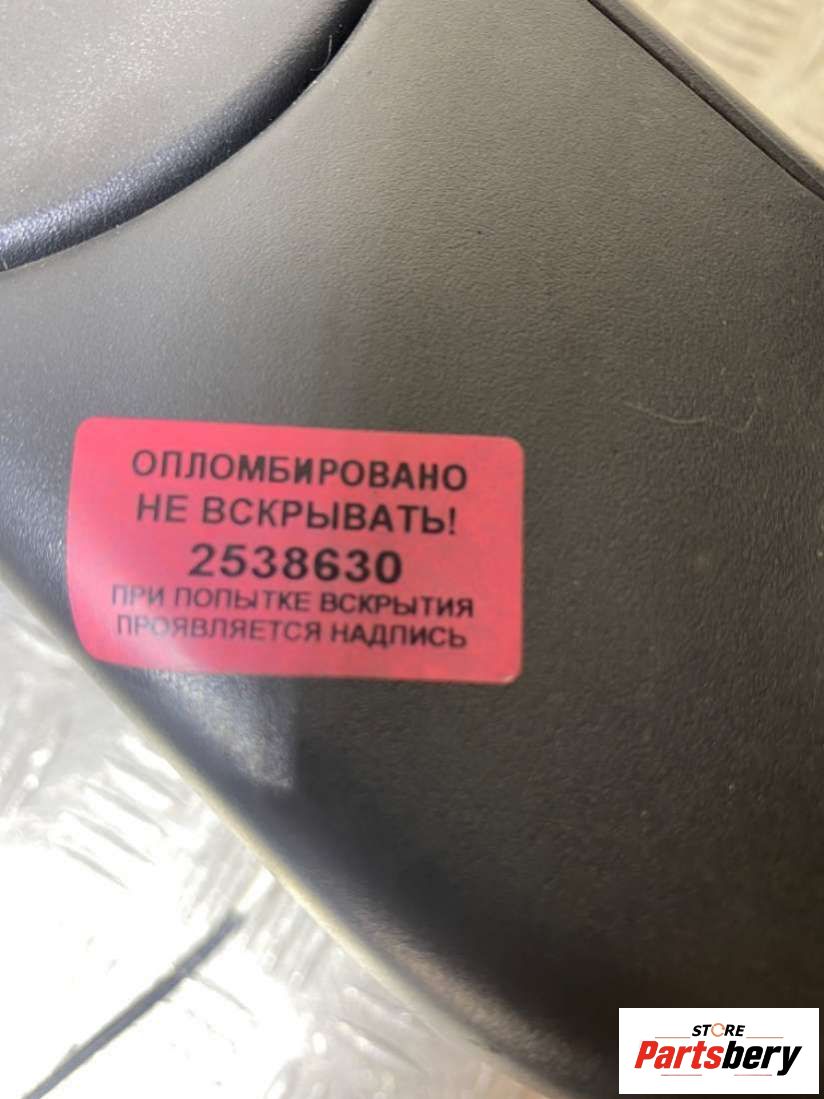 ОПЛОМБИРОВАНО
НЕ ВСКРЫВАТЬ!
2538630
ПРИ ПОПЫТКЕ ВСКРЫТИЯ
ПРОЯВЛЯЕТСЯ НАДПИСЬ
STORE
Partsbery